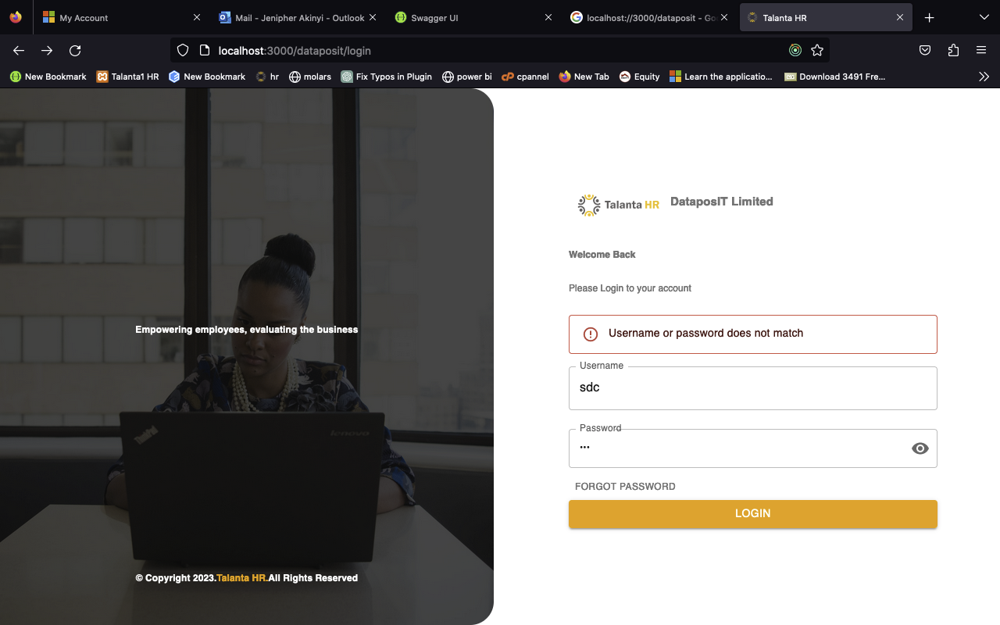 My Account
Mail - Jenipher Akinyi - Outlook
Swagger UI
localhost://3000/dataposit - Go
Talanta HR
localhost:3000/dataposit/login
New Bookmark
Talanta1 HR
New Bookmark
hr
molars
Fix Typos in Plugin
power bi
cpanel
New Tab
Equity
Learn the applicatio...
Download 3491 Fre...
Talanta HR
DataposIT Limited
Welcome Back
Please Login to your account
Username or password does not match
Username
sdc
Password
•••
FORGOT PASSWORD
LOGIN
Empowering employees, evaluating the business
ThinkPad
lenovo
© Copyright 2023.Talanta HR.All Rights Reserved